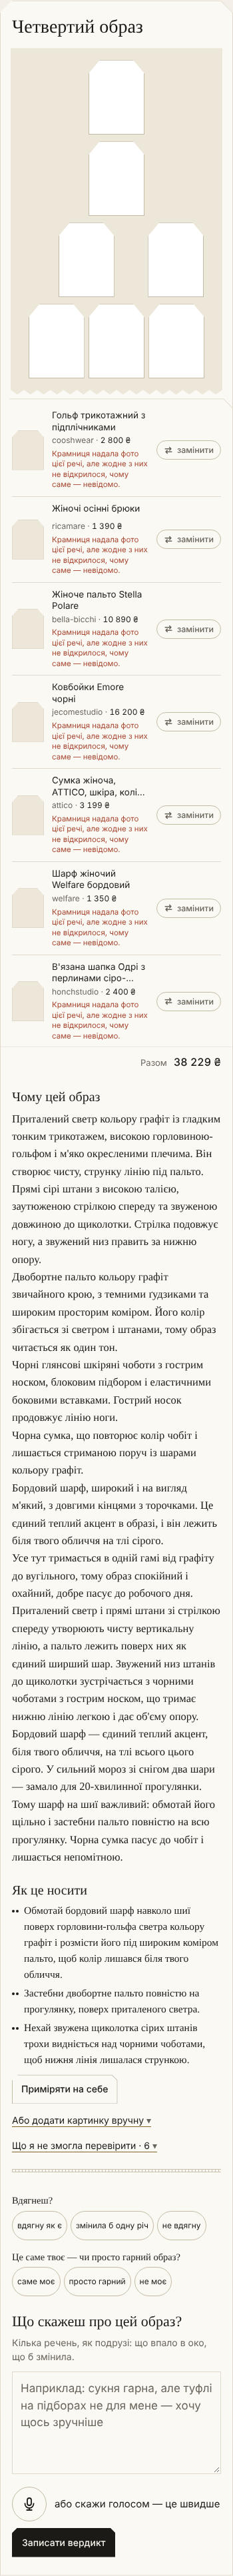 Четвертий образ
Гольф трикотажний з
підплічниками
cooshwear · 2 800 ₴
Крамниця надала фото
цієї речі, але жодне з них
не відкрилося, чому
саме — невідомо.
замінити
Жіночі осінні брюки
ricamare · 1 390 ₴
Крамниця надала фото
цієї речі, але жодне з них
не відкрилося, чому
саме — невідомо.
замінити
Жіноче пальто Stella
Polare
bella-bicchi · 10 890 ₴
Крамниця надала фото
цієї речі, але жодне з них
не відкрилося, чому
саме — невідомо.
замінити
Ковбойки Emore
чорні
jecomestudio · 16 200 ₴
Крамниця надала фото
цієї речі, але жодне з них
не відкрилося, чому
саме — невідомо.
замінити
Сумка жіноча,
ATTICO, шкіра, колі...
attico · 3 199 ₴
Крамниця надала фото
цієї речі, але жодне з них
не відкрилося, чому
саме — невідомо.
замінити
Шарф жіночий
Welfare бордовий
welfare · 1 350 ₴
Крамниця надала фото
цієї речі, але жодне з них
не відкрилося, чому
саме — невідомо.
замінити
В'язана шапка Одрі з
перлинами сіро-...
honchstudio · 2 400 ₴
Крамниця надала фото
цієї речі, але жодне з них
не відкрилося, чому
саме — невідомо.
замінити
Разом 38 229 ₴
Чому цей образ
Приталений светр кольору графіт із гладким
тонким трикотажем, високою горловиною-
гольфом і м'яко окресленими плечима. Він
створює чисту, струнку лінію під пальто.
Прямі сірі штани з високою талією,
заутюженою стрілкою спереду та звуженою
довжиною до щиколотки. Стрілка подовжує
ногу, а звужений низ править за нижню
опору.
Двобортне пальто кольору графіт
звичайного крою, з темними ґудзиками та
широким просторим коміром. Його колір
збігається зі светром і штанами, тому образ
читається як один тон.
Чорні глянсові шкіряні чоботи з гострим
носком, блоковим підбором і еластичними
боковими вставками. Гострий носок
продовжує лінію ноги.
Чорна сумка, що повторює колір чобіт і
лишається стриманою поруч із шарами
кольору графіт.
Бордовий шарф, широкий і на вигляд
м'який, з довгими кінцями з торочками. Це
єдиний теплий акцент в образі, і він лежить
біля твого обличчя на тлі сірого.
Усе тут тримається в одній гамі від графіту
до вугільного, тому образ спокійний і
охайний, добре пасує до робочого дня.
Приталений светр і прямі штани зі стрілкою
спереду утворюють чисту вертикальну
лінію, а пальто лежить поверх них як
єдиний ширший шар. Звужений низ штанів
до щиколотки зустрічається з чорними
чоботами з гострим носком, що тримає
нижню лінію легкою і дає об'єму опору.
Бордовий шарф — єдиний теплий акцент,
біля твого обличчя, на тлі всього цього
сірого. У сильний мороз зі снігом два шари
— замало для 20-хвилинної прогулянки.
Тому шарф на шиї важливий: обмотай його
щільно і застебни пальто повністю на всю
прогулянку. Чорна сумка пасує до чобіт і
лишається непомітною.
Як це носити
•• Обмотай бордовий шарф навколо шиї
поверх горловини-гольфа светра кольору
графіт і розмісти його під широким коміром
пальто, щоб колір лишався біля твого
обличчя.
•• Застебни двобортне пальто повністю на
прогулянку, поверх приталеного светра.
•• Нехай звужена щиколотка сірих штанів
трохи видніється над чорними чоботами,
щоб нижня лінія лишалася стрункою.
Приміряти на себе
Або додати картинку вручну ▾
Що я не змогла перевірити · 6 ▾
Вдягнеш?
вдягну як є
змінила б одну річ
не вдягну
Це саме твоє — чи просто гарний образ?
саме моє
просто гарний
не моє
Що скажеш про цей образ?
Кілька речень, як подрузі: що впало в око,
що б змінила.
Наприклад: сукня гарна, але туфлі
на підборах не для мене — хочу
щось зручніше
або скажи голосом — це швидше
Записати вердикт